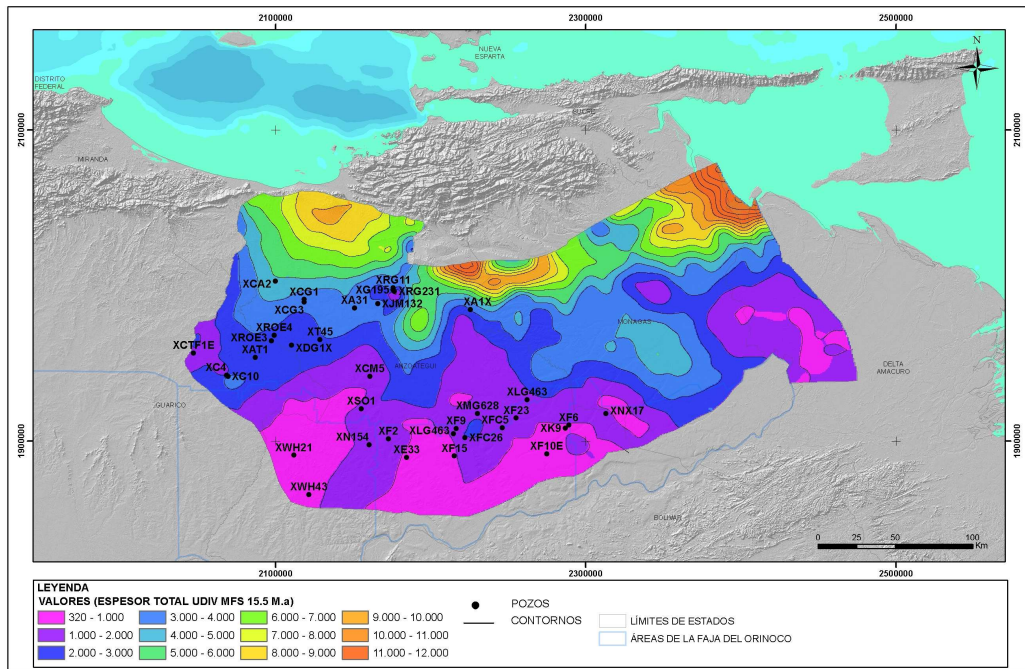 2100000 2300000 2500000
NUEVA ESPARTA
N
DISTRITO FEDERAL
2100000
2100000
MIRANDA
XRG11
XCA2
XG195A
XRG231
XCG1
XA31
XJM132
XA1X
XCG3
MONAGAS
XROE4
XT45
XROE3
XCTF1E
XAT1
XDG1X
XC4
XCM5
ANZOATEGUI
DELTA AMACURO
XC10
XLG463
GUARICO
XSO1
XMG628
XF23
XF6
XNX17
1900000
XF9
XFC5
XF2
XLG463
XK9
1900000
XN154
XFC26
XWH21
XE33
XF15
XF10E
XWH43
BOLIVAR
0 25 50 100
Km
2100000 2300000 2500000
LEYENDA
VALORES (ESPESOR TOTAL UDIV MFS 15.5 M.a)
320 - 1.000
1.000 - 2.000
2.000 - 3.000
3.000 - 4.000
4.000 - 5.000
5.000 - 6.000
6.000 - 7.000
7.000 - 8.000
8.000 - 9.000
9.000 - 10.000
10.000 - 11.000
11.000 - 12.000
POZOS
CONTORNOS
LÍMITES DE ESTADOS
ÁREAS DE LA FAJA DEL ORINOCO